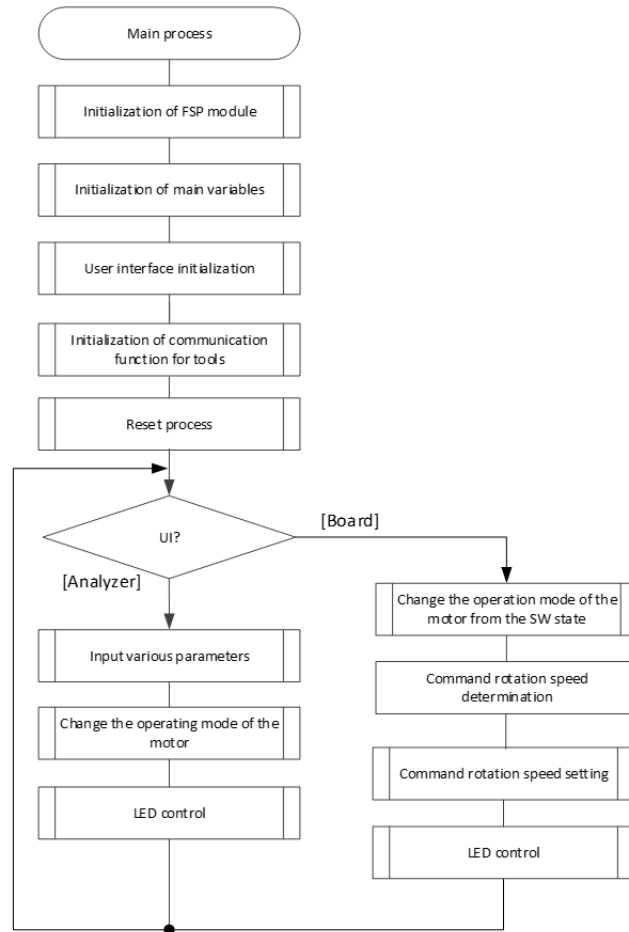 Main process
Initialization of FSP module
Initialization of main variables
User interface initialization
Initialization of communication
function for tools
Reset process
UI?
[Board]
[Analyzer]
Input various parameters
Change the operating mode of the
motor
LED control
Change the operation mode of the
motor from the SW state
Command rotation speed
determination
Command rotation speed setting
LED control